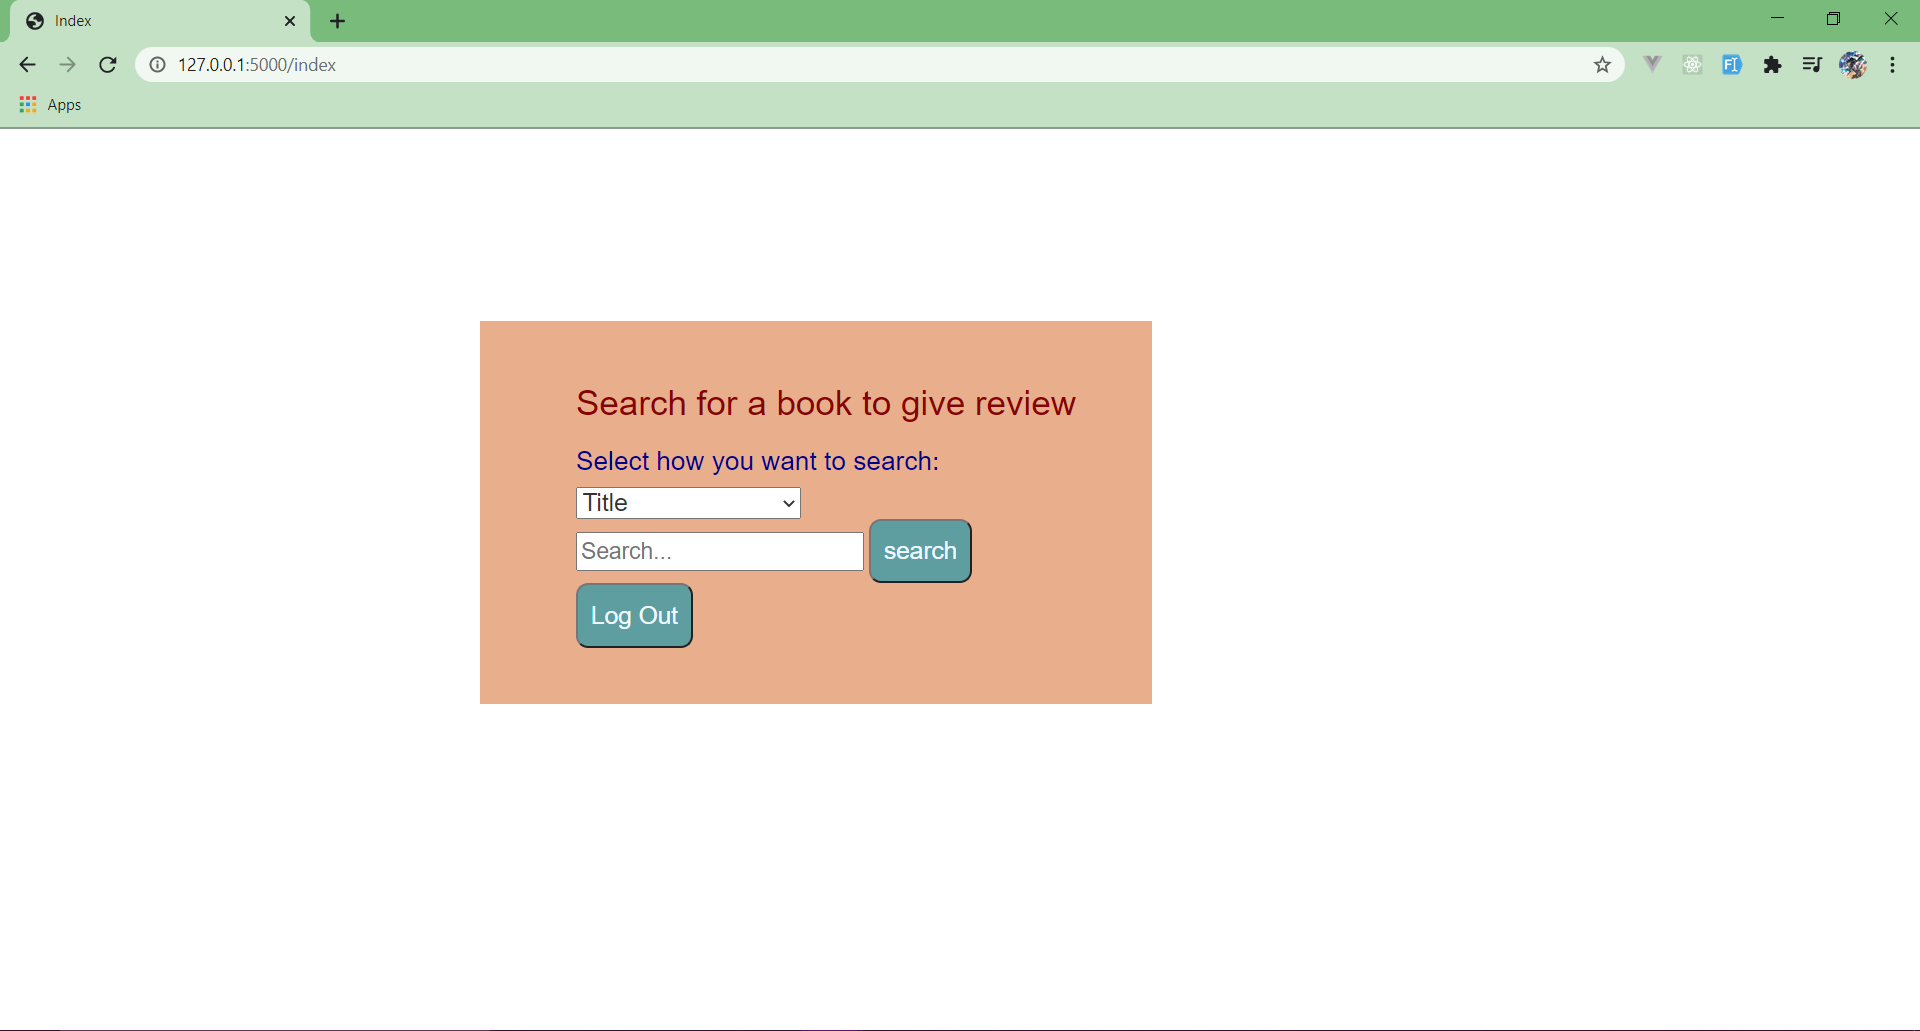 Index
127.0.0.1:5000/index
FI
Apps
Search for a book to give review
Select how you want to search:
Title
Search...
search
Log Out